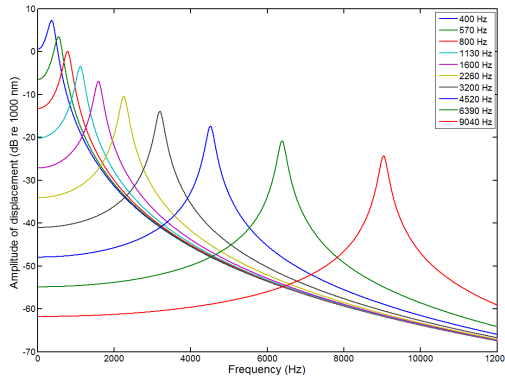 10
0
-10
-20
-30
-40
-50
-60
-70
0
2000
4000
6000
8000
10000
12000
Amplitude of displacement (dB re 1000 nm)
Frequency (Hz)
400 Hz
570 Hz
800 Hz
1130 Hz
1600 Hz
2260 Hz
3200 Hz
4520 Hz
6390 Hz
9040 Hz